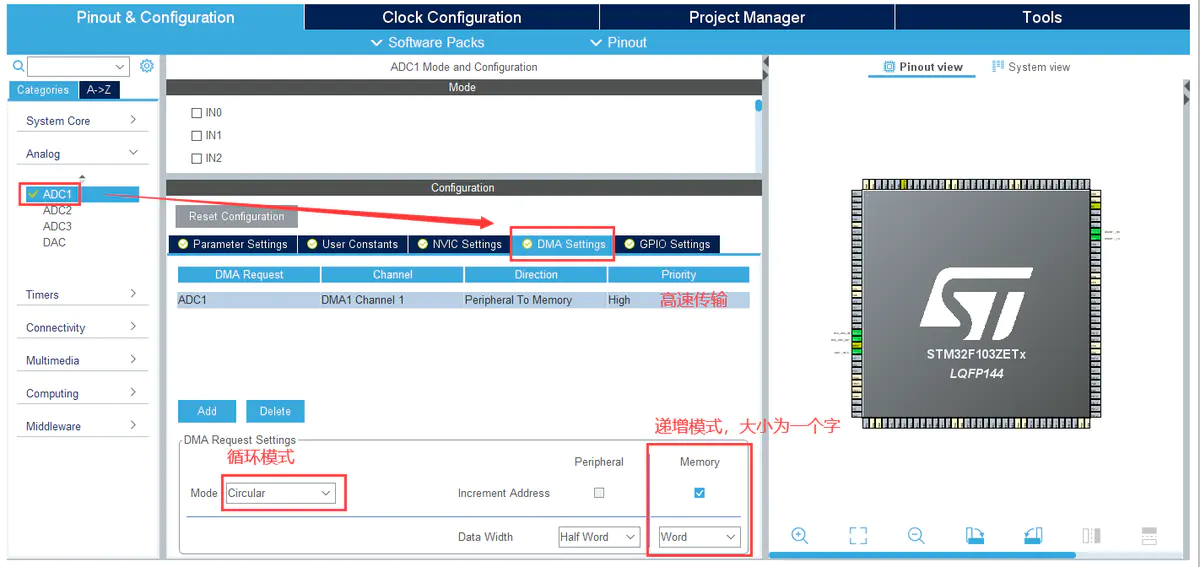 Pinout & Configuration Clock Configuration Project Manager Tools
Software Packs Pinout
ADC1 Mode and Configuration
Pinout view System view
Categories A->Z
Mode
System Core
IN0
IN1
IN2
Analog
ADC1
ADC2
ADC3
DAC
Timers
Connectivity
Multimedia
Computing
Middleware
Configuration
Reset Configuration
Parameter Settings User Constants NVIC Settings DMA Settings GPIO Settings
DMA Request Channel Direction Priority
ADC1 DMA1 Channel 1 Peripheral To Memory High 高速传输
Add Delete
递增模式，大小为一个字
DMA Request Settings
循环模式
Peripheral Memory
Mode Circular Increment Address
Data Width Half Word Word
ST
STM32F103ZETx
LQFP144